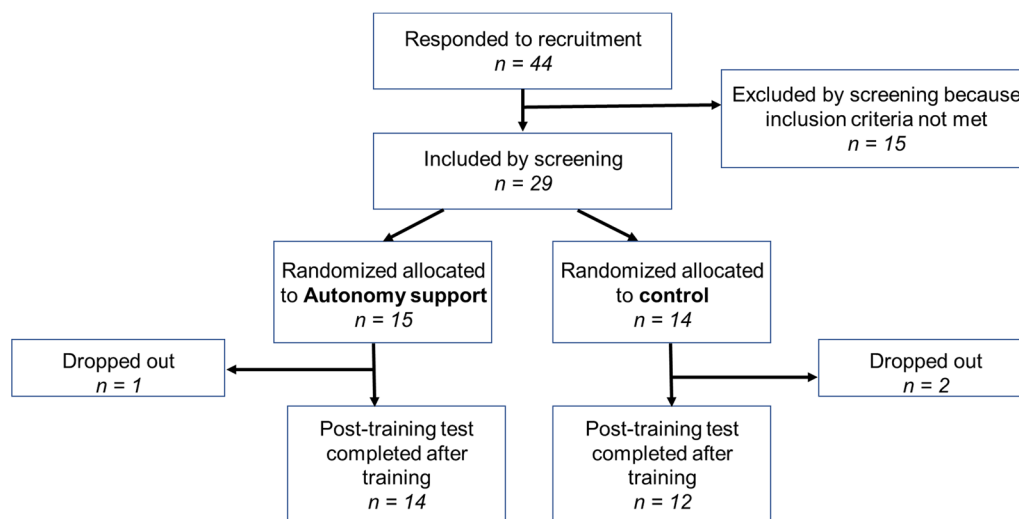 Responded to recruitment
n = 44
Excluded by screening because
inclusion criteria not met
n = 15
Included by screening
n = 29
Randomized allocated
to Autonomy support
n = 15
Randomized allocated
to control
n = 14
Dropped out
n = 1
Dropped out
n = 2
Post-training test
completed after
training
n = 14
Post-training test
completed after
training
n = 12